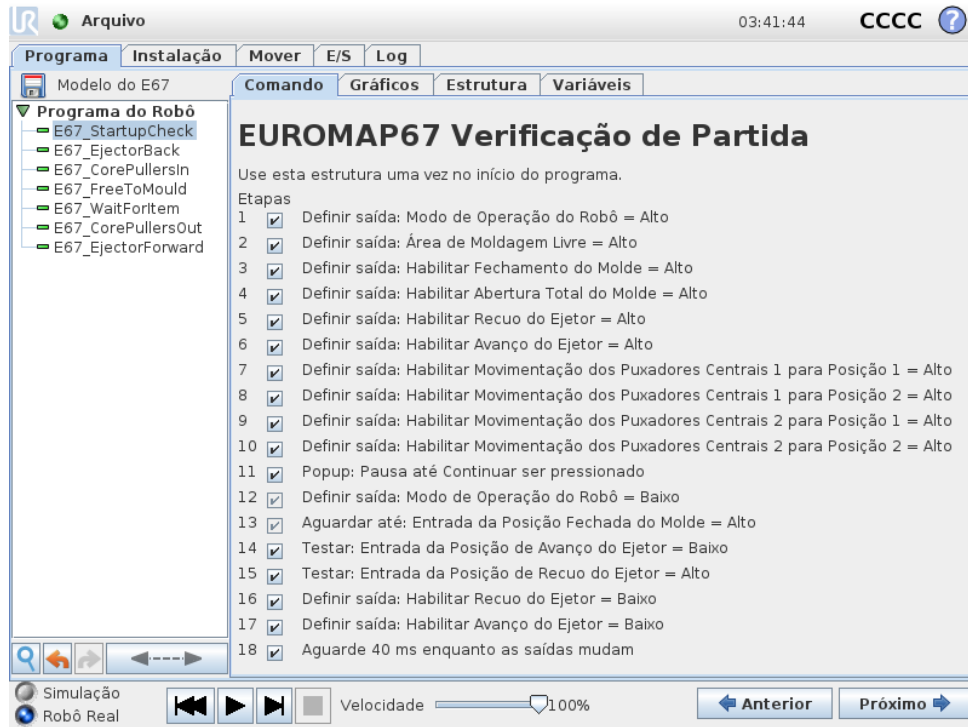 UR Arquivo 03:41:44 CCCC ?
Programa Instalação Mover E/S Log
Modelo do E67 Comando Gráficos Estrutura Variáveis
Programa do Robô
E67_StartupCheck
E67_EjectorBack
E67_CorePullersIn
E67_FreeToMould
E67_WaitForItem
E67_CorePullersOut
E67_EjectorForward
EUROMAP67 Verificação de Partida
Use esta estrutura uma vez no início do programa.
Etapas
1 Definir saída: Modo de Operação do Robô = Alto
2 Definir saída: Área de Moldagem Livre = Alto
3 Definir saída: Habilitar Fechamento do Molde = Alto
4 Definir saída: Habilitar Abertura Total do Molde = Alto
5 Definir saída: Habilitar Recuo do Ejetor = Alto
6 Definir saída: Habilitar Avanço do Ejetor = Alto
7 Definir saída: Habilitar Movimentação dos Puxadores Centrais 1 para Posição 1 = Alto
8 Definir saída: Habilitar Movimentação dos Puxadores Centrais 1 para Posição 2 = Alto
9 Definir saída: Habilitar Movimentação dos Puxadores Centrais 2 para Posição 1 = Alto
10 Definir saída: Habilitar Movimentação dos Puxadores Centrais 2 para Posição 2 = Alto
11 Popup: Pausa até Continuar ser pressionado
12 Definir saída: Modo de Operação do Robô = Baixo
13 Aguardar até: Entrada da Posição Fechada do Molde = Alto
14 Testar: Entrada da Posição de Avanço do Ejetor = Baixo
15 Testar: Entrada da Posição de Recuo do Ejetor = Alto
16 Definir saída: Habilitar Recuo do Ejetor = Baixo
17 Definir saída: Habilitar Avanço do Ejetor = Baixo
18 Aguarde 40 ms enquanto as saídas mudam
Simulação
Robô Real
Velocidade 100% Anterior Próximo